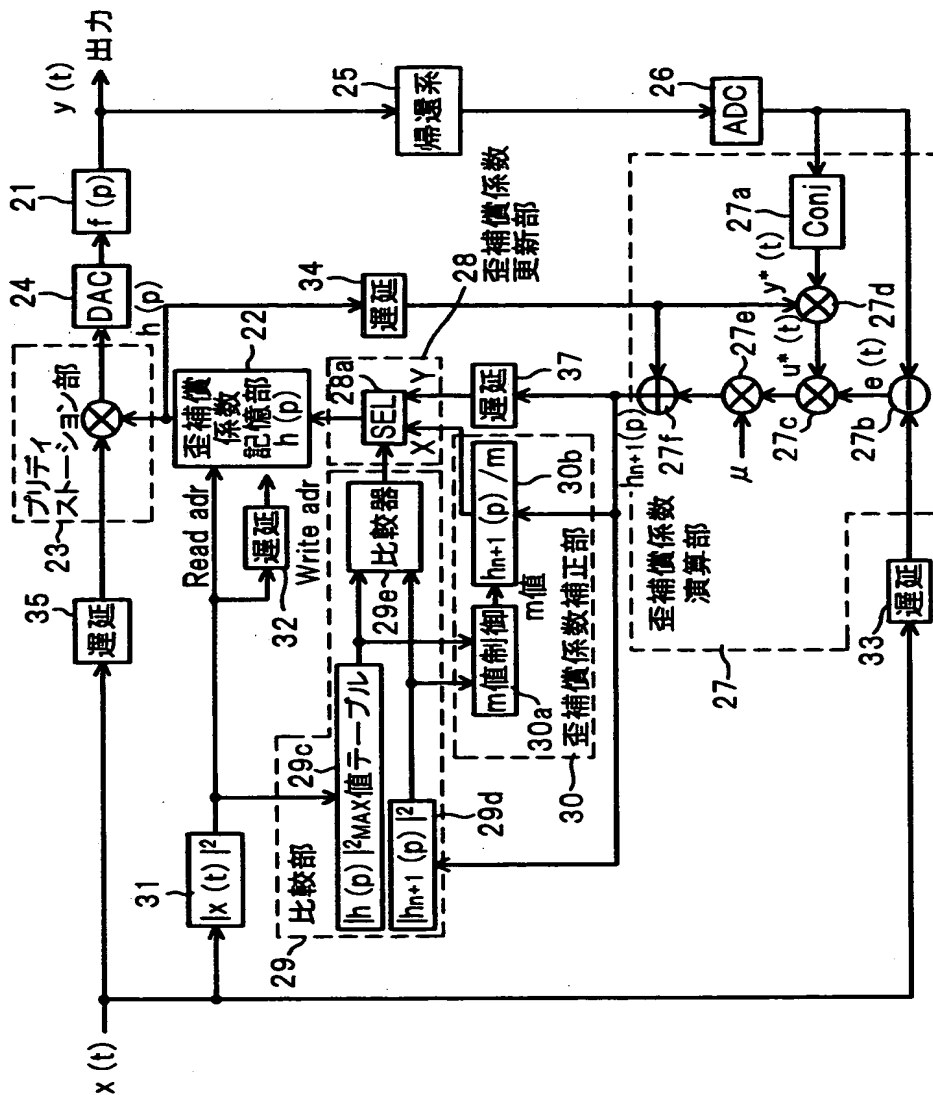 x(t)
35
遅延
プリディ
ストーション部
23
24
DAC
21
f(p)
y(t)
出力
h(p)
31
|x(t)|²
Read adr
32
遅延
Write adr
22
歪補償
係数
記憶部
h(p)
34
遅延
25
帰還系
29
比較部
29c
|h(p)|²MAX値テーブル
|hn+1(p)|²
29d
29e
比較器
28
歪補償係数
更新部
28a
SEL
X
Y
30
歪補償係数補正部
30a
m値制御
m値
hn+1(p)/m
30b
37
遅延
hn+1(p)
26
ADC
27
歪補償係数
演算部
27a
Conj
y*(t)
27d
u*(t)
27e
μ
27c
27f
e(t)
27b
33
遅延